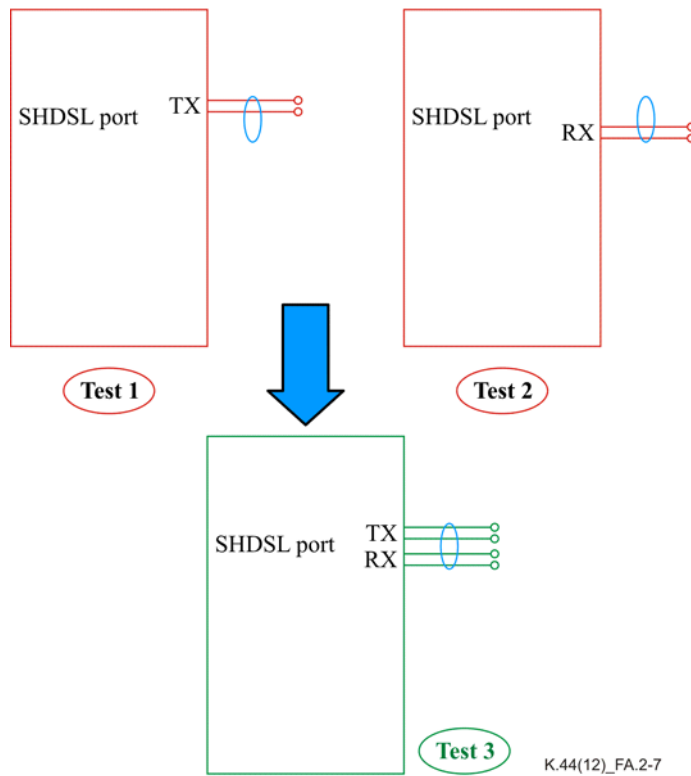 TX
SHDSL port
SHDSL port
RX
Test 1
Test 2
TX
SHDSL port
RX
Test 3
K.44(12)_FA.2-7